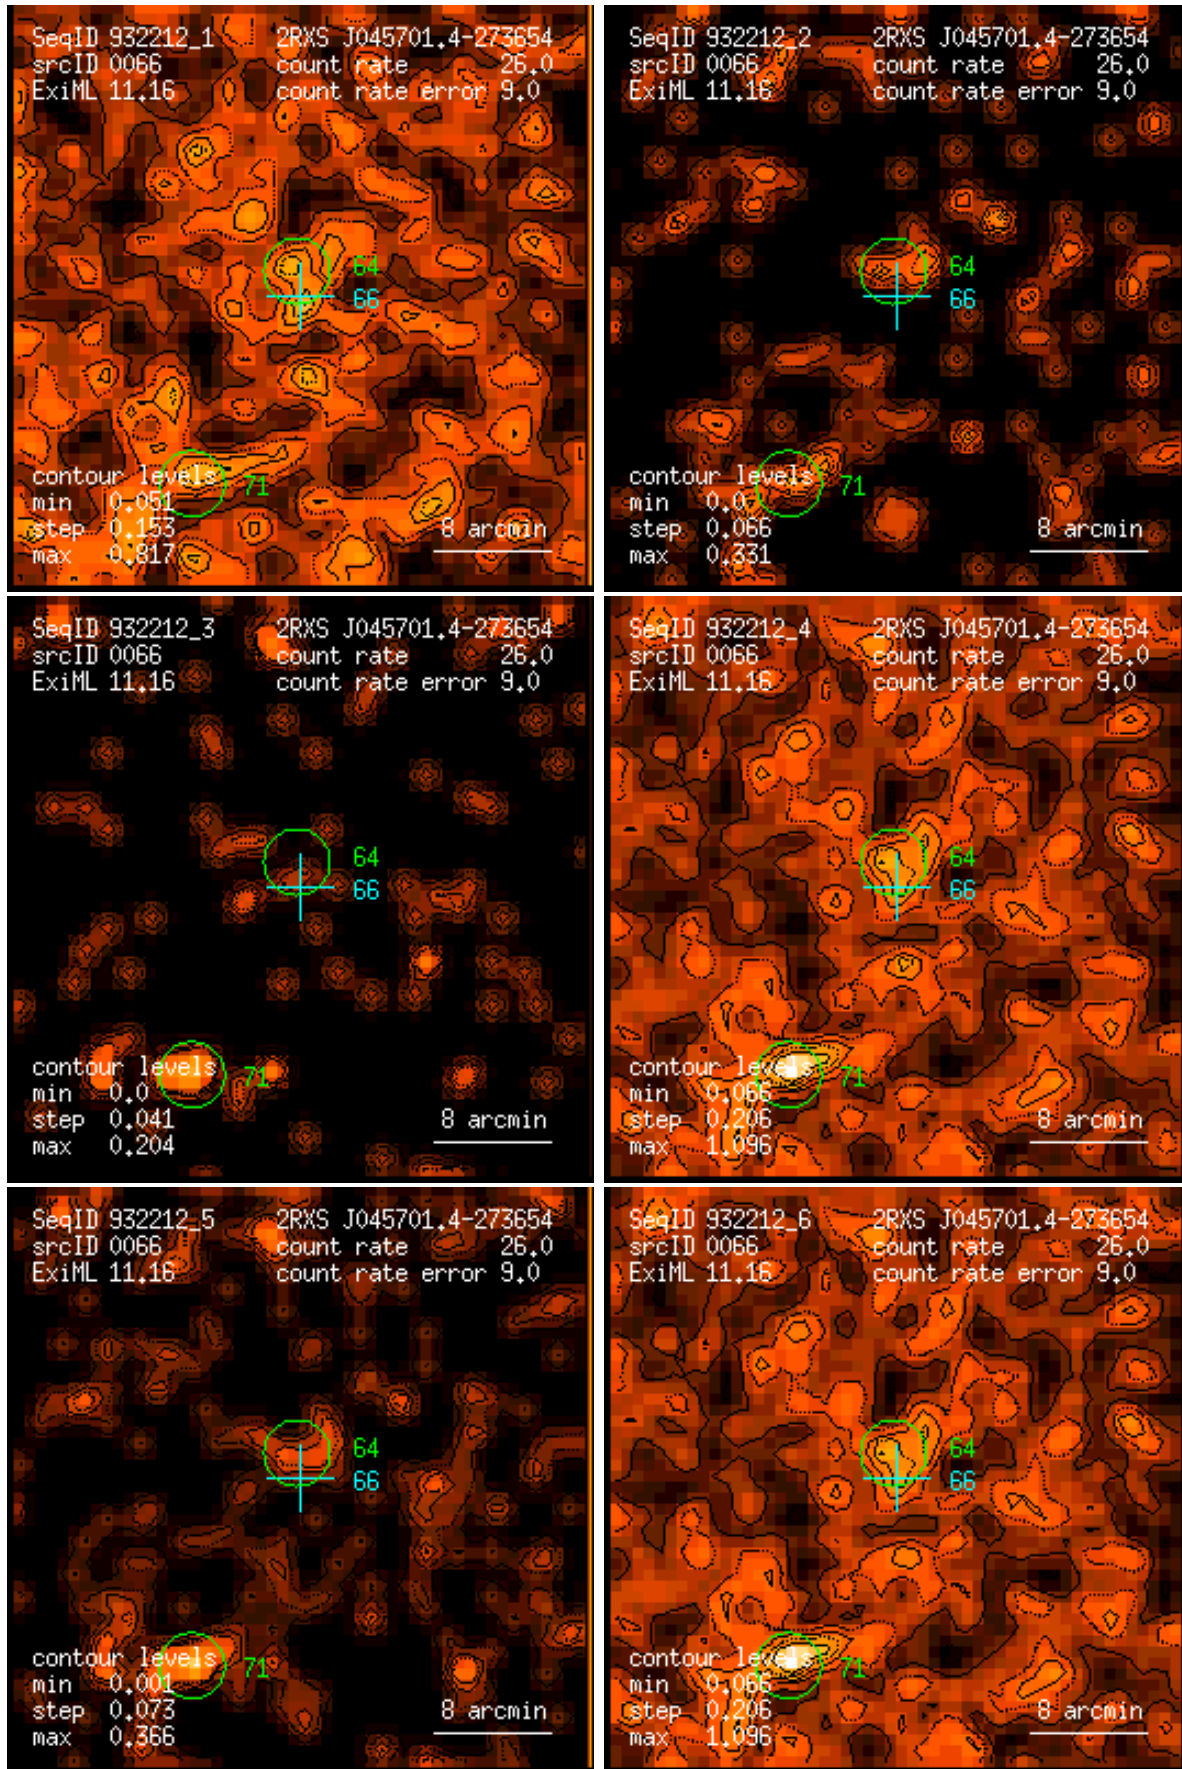 SeqID 932212_1 2RXS J045701.4-273654
srcID 0066 count rate 26.0
ExiML 11.16 count rate error 9.0
64
66
contour levels
71
min 0.051
step 0.153 8 arcmin
max 0.817
SeqID 932212_2 2RXS J045701.4-273654
srcID 0066 count rate 26.0
ExiML 11.16 count rate error 9.0
64
66
contour levels
71
min 0.0
step 0.066 8 arcmin
max 0.331
SeqID 932212_3 2RXS J045701.4-273654
srcID 0066 count rate 26.0
ExiML 11.16 count rate error 9.0
64
66
contour levels
71
min 0.0
step 0.041 8 arcmin
max 0.204
SeqID 932212_4 2RXS J045701.4-273654
srcID 0066 count rate 26.0
ExiML 11.16 count rate error 9.0
64
66
contour levels
71
min 0.066
step 0.206 8 arcmin
max 1.096
SeqID 932212_5 2RXS J045701.4-273654
srcID 0066 count rate 26.0
ExiML 11.16 count rate error 9.0
64
66
contour levels
71
min 0.001
step 0.073 8 arcmin
max 0.366
SeqID 932212_6 2RXS J045701.4-273654
srcID 0066 count rate 26.0
ExiML 11.16 count rate error 9.0
64
66
contour levels
71
min 0.066
step 0.206 8 arcmin
max 1.096